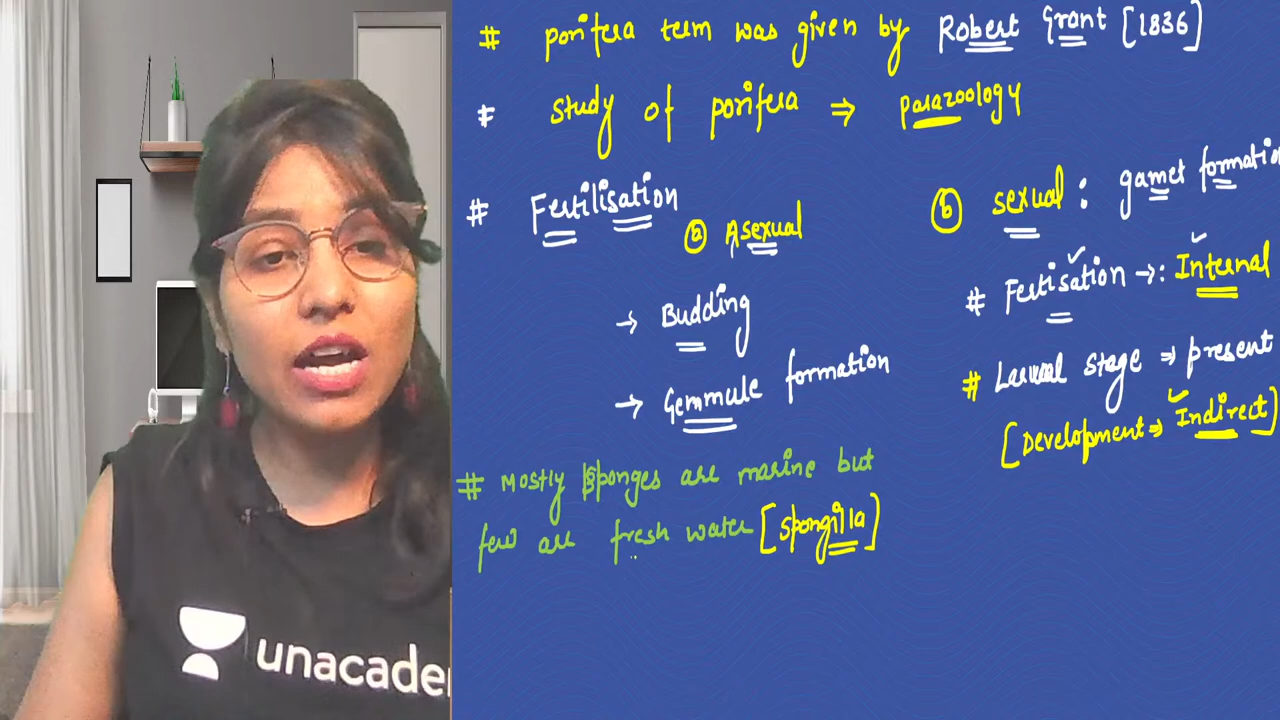 # porifera term was given by Robert Grant [1836]
# study of porifera ⇒ parazoology
# Fertilisation
ⓐ Asexual
→ Budding
→ Gemmule formation
ⓑ sexual : gamet formatio
# Fertisation →: Internal
# Larval stage ⇒ present
[Development ⇒ Indirect]
# Mostly sponges are marine but
few are fresh water [spongilla]
unacade